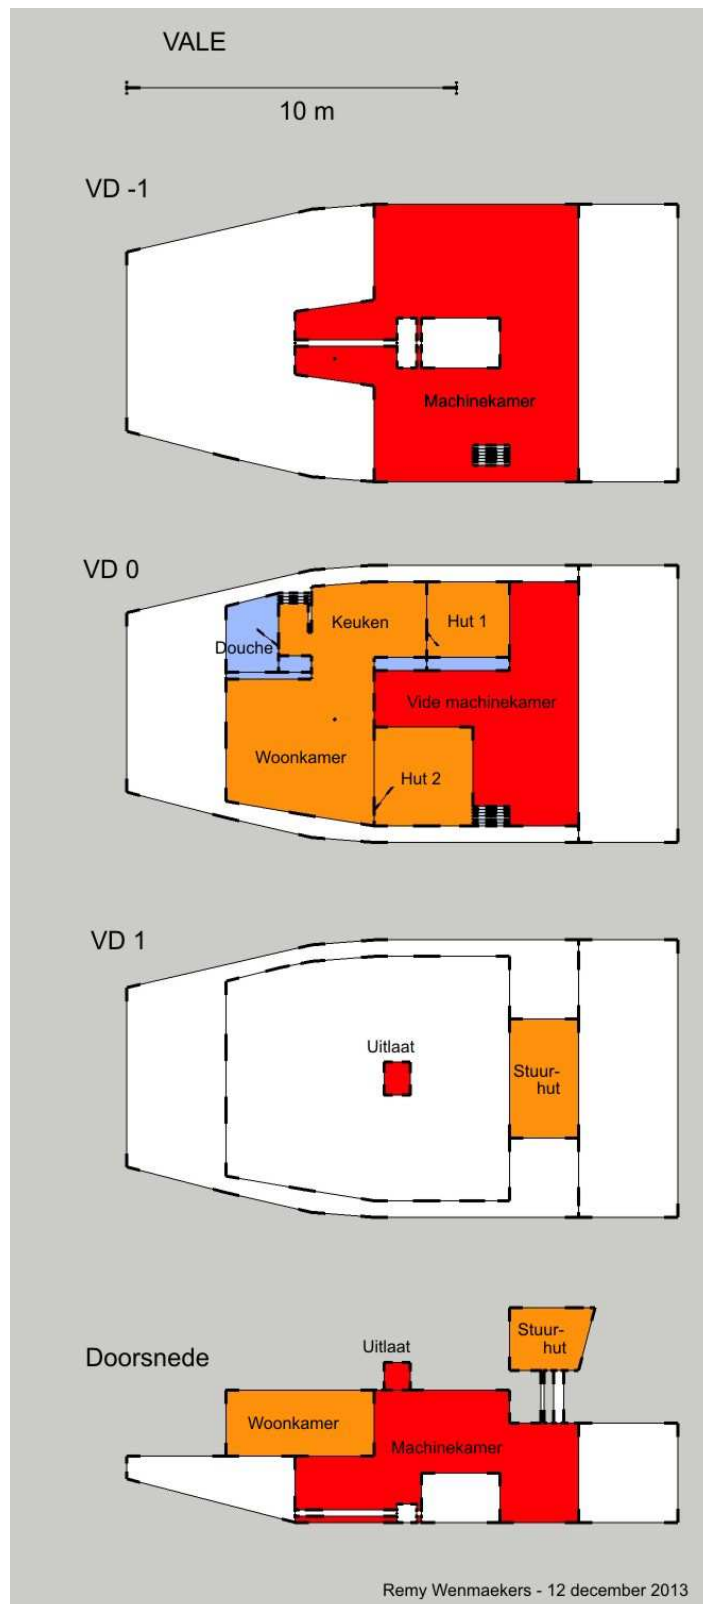 VALE
10 m
VD -1
Machinekamer
VD 0
Keuken
Hut 1
Douche
Vide machinekamer
Woonkamer
Hut 2
VD 1
Uitlaat
Stuur-
hut
Stuur-
hut
Uitlaat
Doorsnede
Woonkamer
Machinekamer
Remy Wenmaekers - 12 december 2013